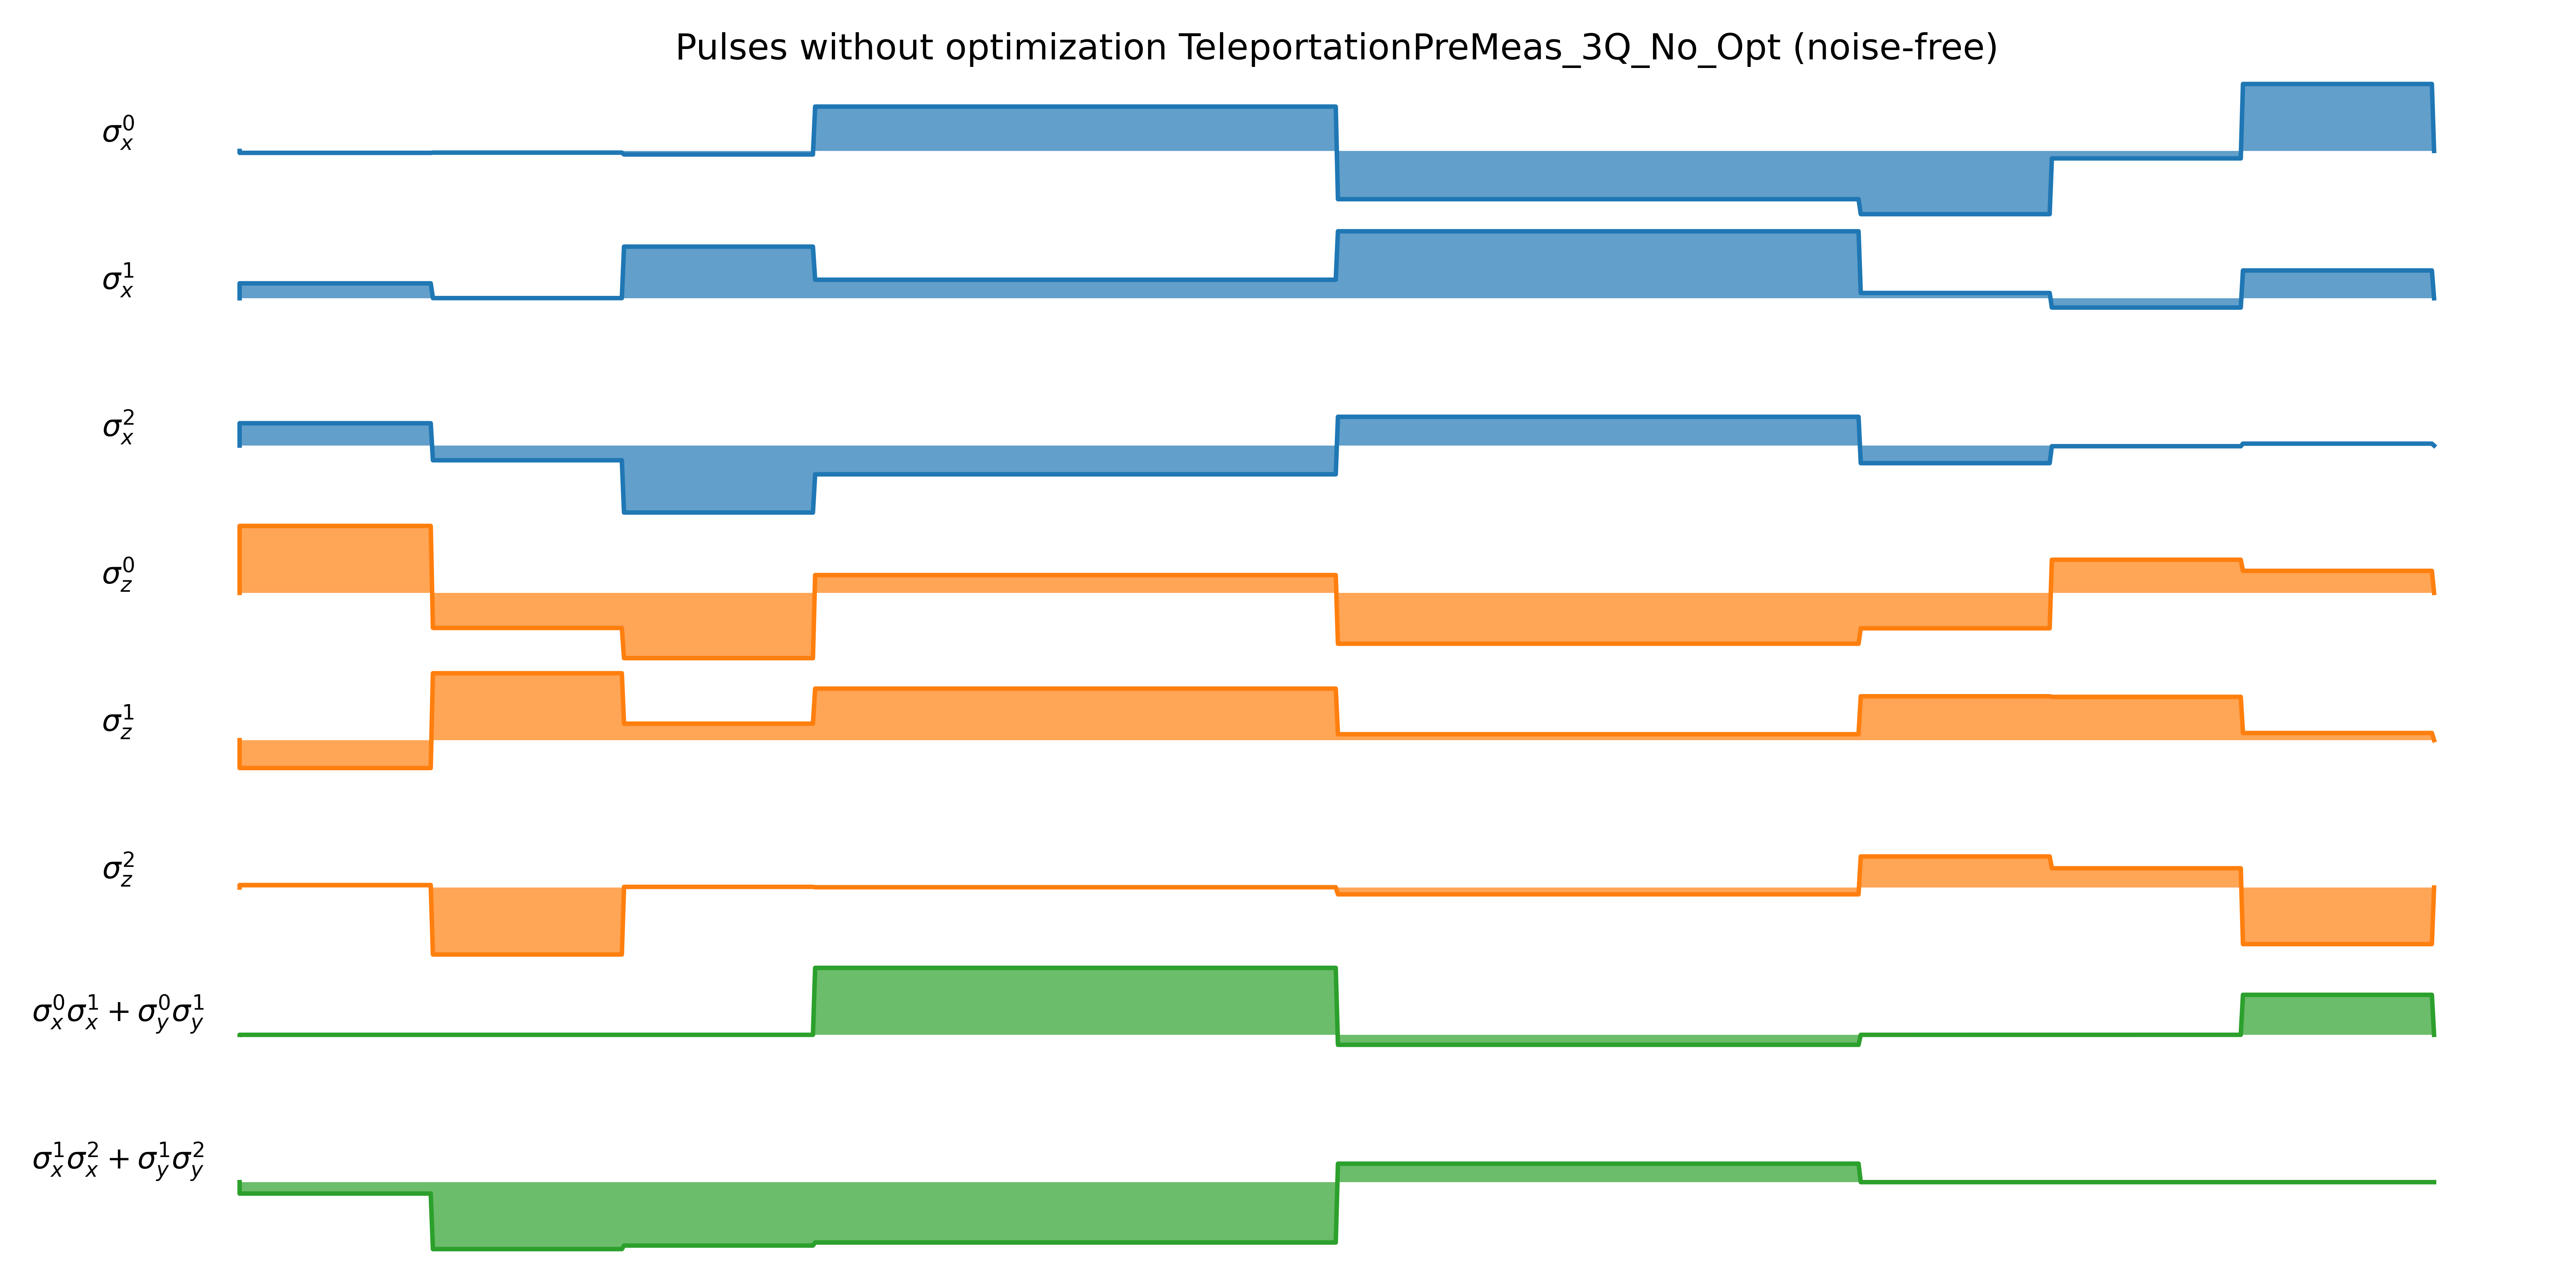 Pulses without optimization TeleportationPreMeas_3Q_No_Opt (noise-free)
σ_x^0
σ_x^1
σ_x^2
σ_z^0
σ_z^1
σ_z^2
σ_x^0σ_x^1 + σ_y^0σ_y^1
σ_x^1σ_x^2 + σ_y^1σ_y^2